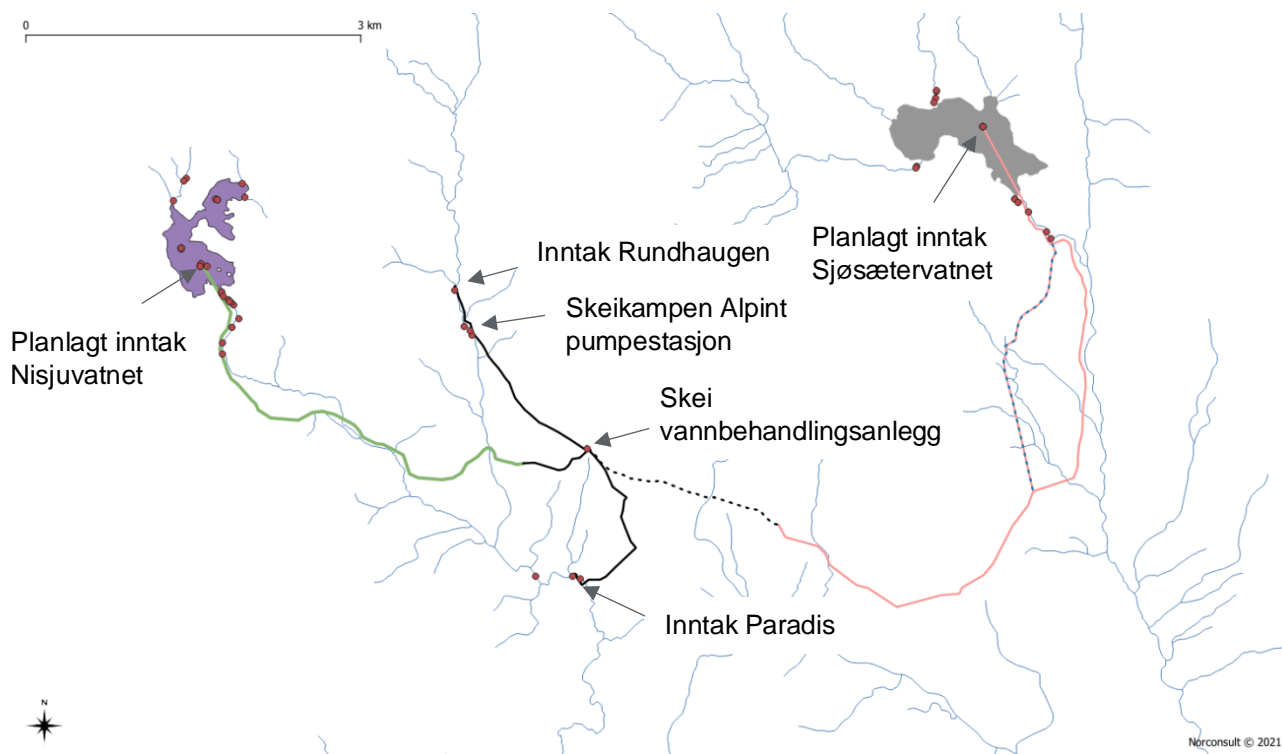 0
3 km
Inntak Rundhaugen
Planlagt inntak
Sjøsætervatnet
Skeikampen Alpint
pumpestasjon
Planlagt inntak
Nisjuvatnet
Skei
vannbehandlingsanlegg
Inntak Paradis
N
Norconsult © 2021